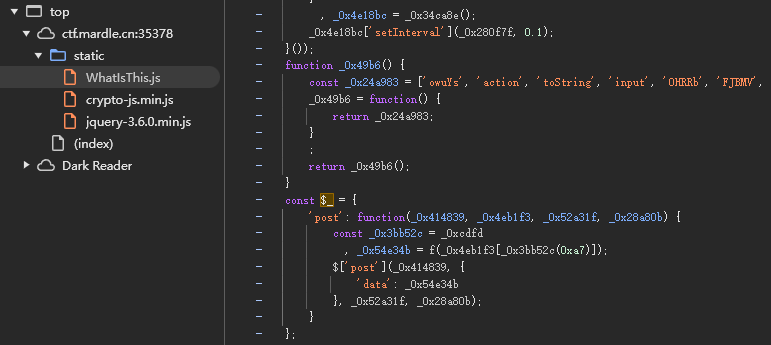 top
ctf.mardle.cn:35378
static
WhatIsThis.js
crypto-js.min.js
jquery-3.6.0.min.js
(index)
Dark Reader
}
, _0x4e18bc = _0x34ca8e();
_0x4e18bc['setInterval'](_0x280f7f, 0.1);
}());
function _0x49b6() {
const _0x24a983 = ['owuYs', 'action', 'toString', 'input', 'OHRRb', 'FJBMV',
_0x49b6 = function() {
return _0x24a983;
}
;
return _0x49b6();
}
const $_ = {
'post': function(_0x414839, _0x4eb1f3, _0x52a31f, _0x28a80b) {
const _0x3bb52c = _0xcdfd
, _0x54e34b = f(_0x4eb1f3[_0x3bb52c(0xa7)]);
$['post'](_0x414839, {
'data': _0x54e34b
}, _0x52a31f, _0x28a80b);
}
};